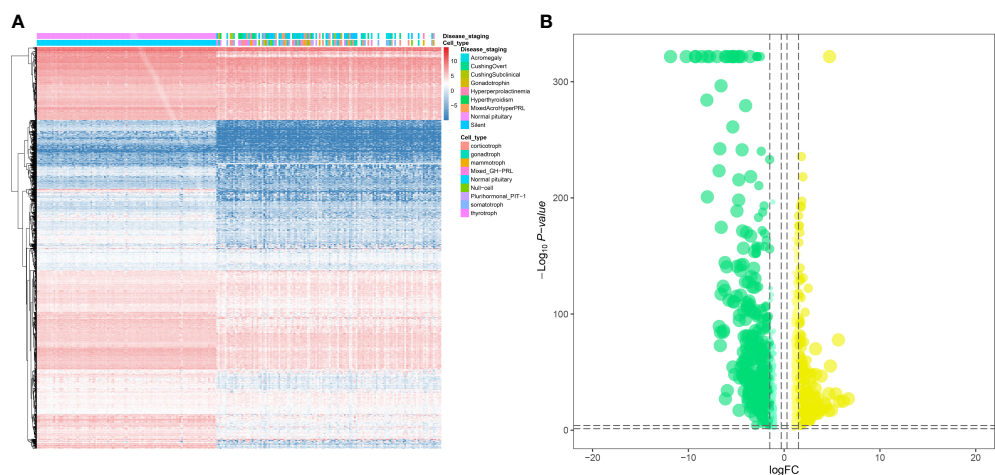 A
Disease_staging
Cell_type
10
5
0
−5
Disease_staging
Acromegaly
CushingOvert
CushingSubclinical
Gonadotrophin
Hyperperprolactinemia
Hyperthyroidism
MixedAcroHyperPRL
Normal pituitary
Silent
Cell_type
corticotroph
gonadtroph
mammotroph
Mixed_GH−PRL
Normal pituitary
Null−cell
Plurihormonal_PIT−1
somatotroph
thyrotroph
B
−Log10 P-value
300
200
100
0
−20
−10
0
10
20
logFC